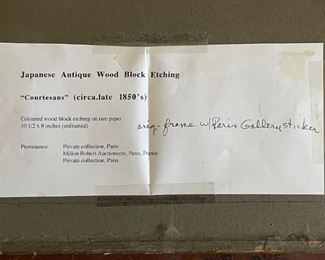 Japanese Antique Wood Block Etching
"Courtesans" (circa.late 1850's)
Coloured wood block etching on rice paper
10 1/2 x 8 inches (unframed)
orig. frame w/Paris Gallery sticker
Provenance: Private collection, Paris
Millon Robert Auctioneers, Paris, France
Private collection, Paris